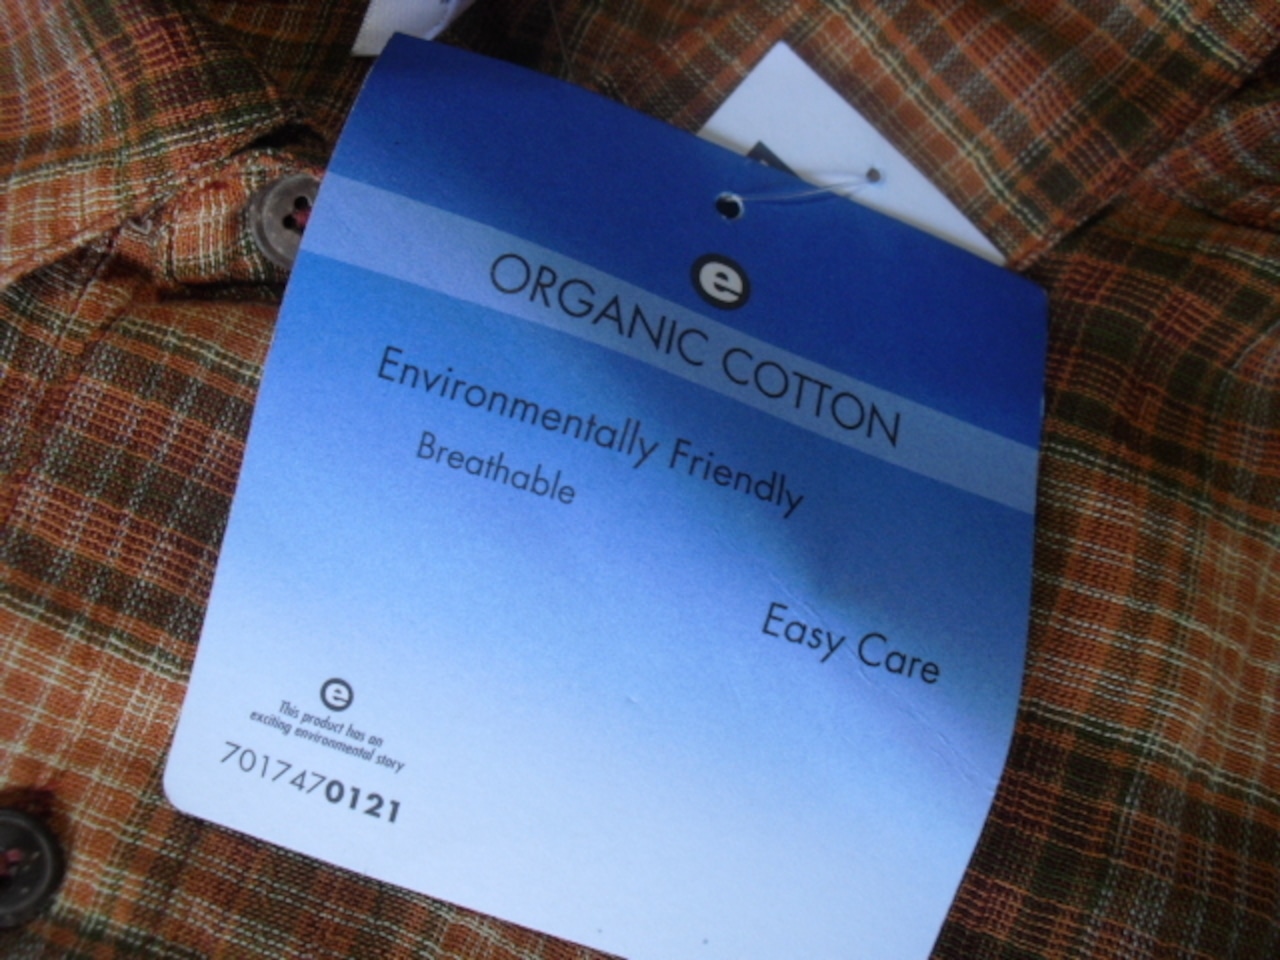 e
ORGANIC COTTON
Environmentally Friendly
Breathable
Easy Care
e
This product has an
exciting environmental story
7017470121